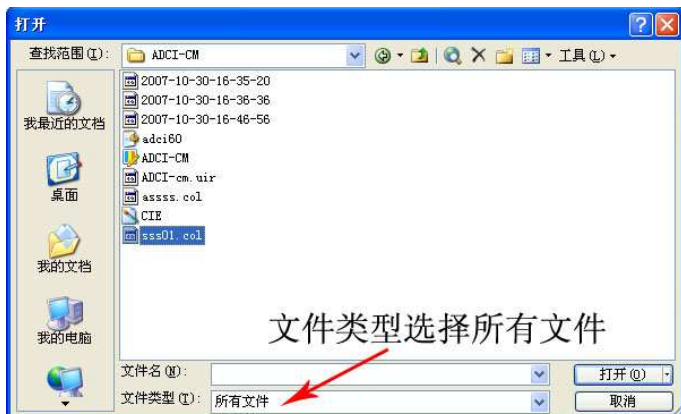 打开
查找范围(I):
ADCI-CM
工具(L)
我最近的文档
桌面
我的文档
我的电脑
2007-10-30-16-35-20
2007-10-30-16-36-36
2007-10-30-16-46-56
adci60
ADCI-CM
ADCI-cm.uir
assss.col
CIE
sss01.col
文件类型选择所有文件
文件名(N):
打开(O)
文件类型(T):
所有文件
取消